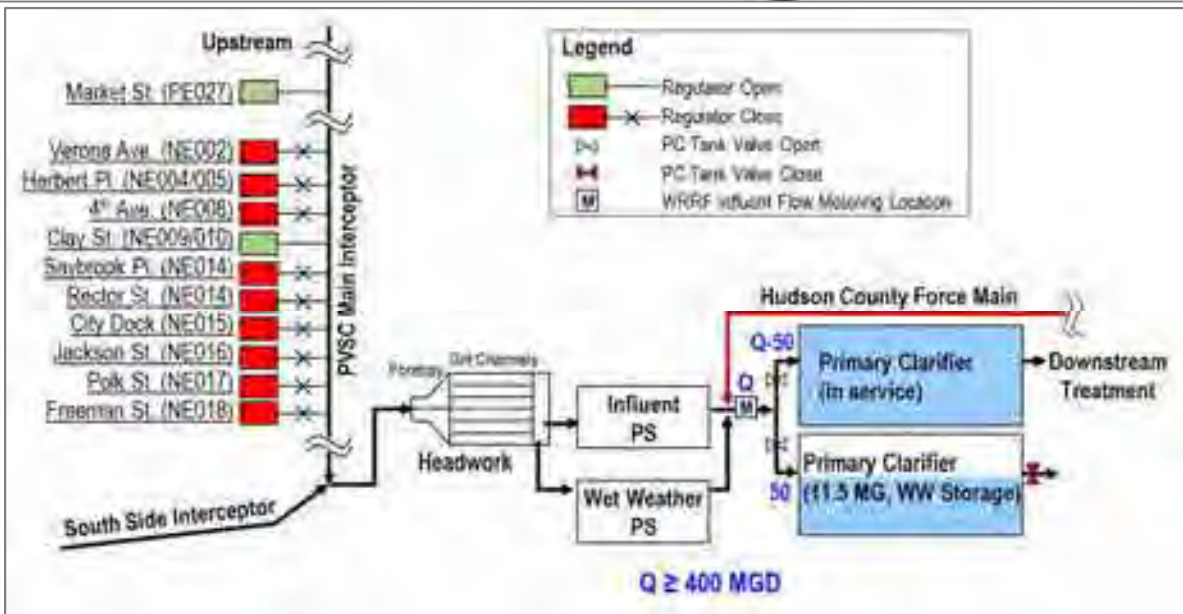 Upstream
Market St. (PE027)
Verona Ave. (NE002)
Herbert Pl. (NE004/005)
4th Ave. (NE008)
Clay St. (NE009/010)
Saybrook Pl. (NE014)
Rector St. (NE014)
City Dock (NE015)
Jackson St. (NE016)
Polk St. (NE017)
Freeman St. (NE018)
PVSC Main Interceptor
South Side Interceptor
Legend
Regulator Open
Regulator Close
PC Tank Valve Open
PC Tank Valve Close
M WRRF Influent Flow Metering Location
Forebay
Grit Channels
Headwork
Influent
PS
Wet Weather
PS
Hudson County Force Main
Q
M
Q-50
50
Primary Clarifier
(in service)
Downstream
Treatment
Primary Clarifier
(11.5 MG, WW Storage)
Q ≥ 400 MGD